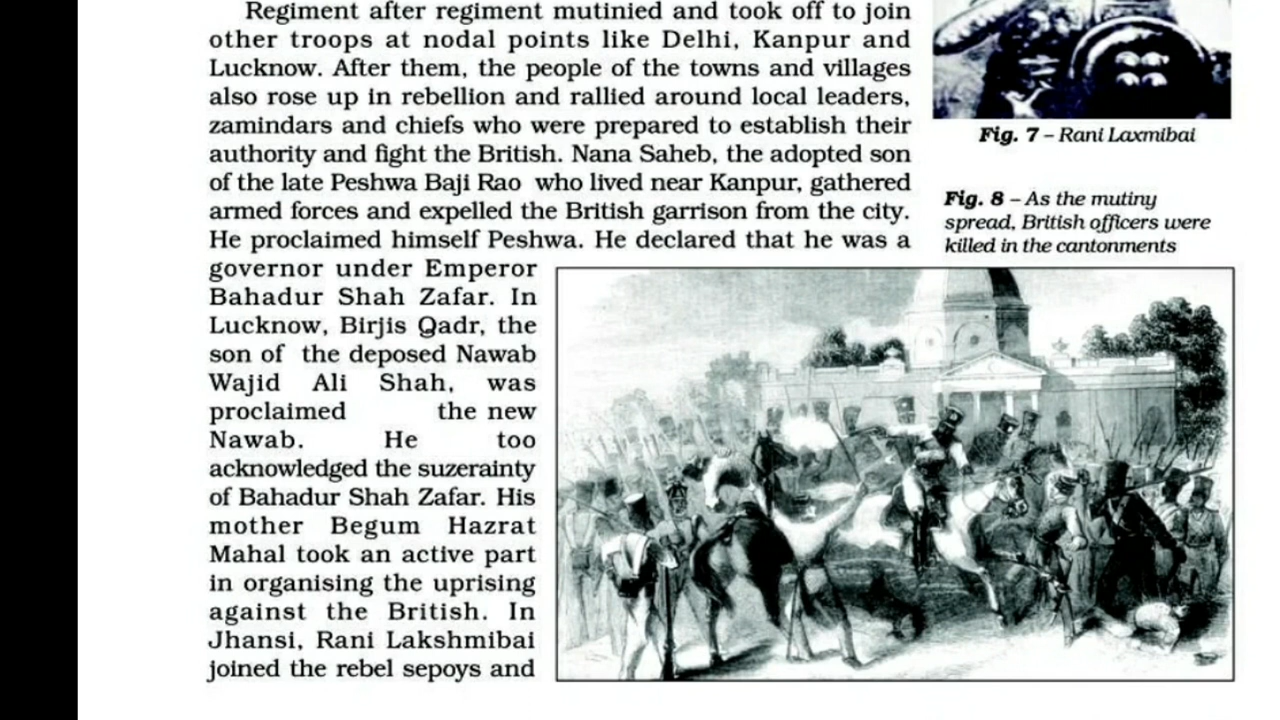 Regiment after regiment mutinied and took off to join
other troops at nodal points like Delhi, Kanpur and
Lucknow. After them, the people of the towns and villages
also rose up in rebellion and rallied around local leaders,
zamindars and chiefs who were prepared to establish their
authority and fight the British. Nana Saheb, the adopted son
of the late Peshwa Baji Rao who lived near Kanpur, gathered
armed forces and expelled the British garrison from the city.
He proclaimed himself Peshwa. He declared that he was a
governor under Emperor
Bahadur Shah Zafar. In
Lucknow, Birjis Qadr, the
son of the deposed Nawab
Wajid Ali Shah, was
proclaimed the new
Nawab. He too
acknowledged the suzerainty
of Bahadur Shah Zafar. His
mother Begum Hazrat
Mahal took an active part
in organising the uprising
against the British. In
Jhansi, Rani Lakshmibai
joined the rebel sepoys and
Fig. 7 – Rani Laxmibai
Fig. 8 – As the mutiny
spread, British officers were
killed in the cantonments